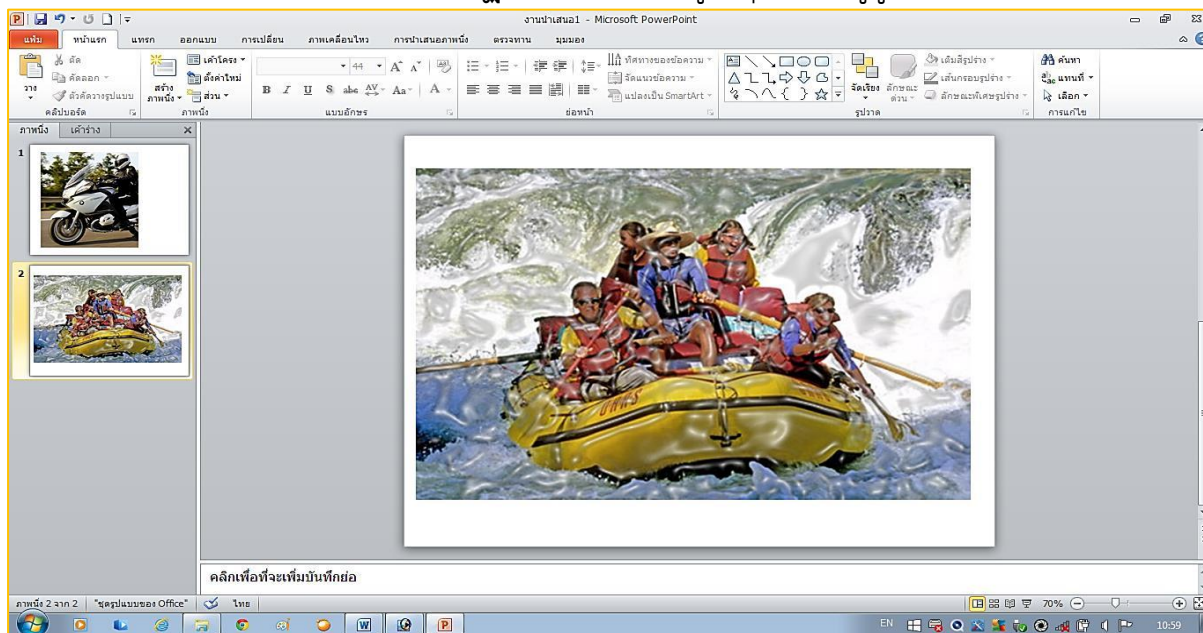 งานนำเสนอ1 - Microsoft PowerPoint
แฟ้ม หน้าแรก แทรก ออกแบบ การเปลี่ยน ภาพเคลื่อนไหว การนำเสนอภาพนิ่ง ตรวจทาน มุมมอง
ตัด
คัดลอก
ตัวคัดวางรูปแบบ
วาง
คลิปบอร์ด
สร้าง
ภาพนิ่ง
เค้าโครง
ตั้งค่าใหม่
ส่วน
ภาพนิ่ง
44
B I U S abc AV Aa A
แบบอักษร
ทิศทางของข้อความ
จัดแนวข้อความ
แปลงเป็น SmartArt
ย่อหน้า
จัดเรียง
ลักษณะ
ด่วน
เติมสีรูปร่าง
เส้นกรอบรูปร่าง
ลักษณะพิเศษรูปร่าง
รูปวาด
ค้นหา
แทนที่
เลือก
การแก้ไข
ภาพนิ่ง เค้าร่าง
1
2
คลิกเพื่อที่จะเพิ่มบันทึกย่อ
ภาพนิ่ง 2 จาก 2 "ชุดรูปแบบของ Office" ไทย 70%
EN 10:59